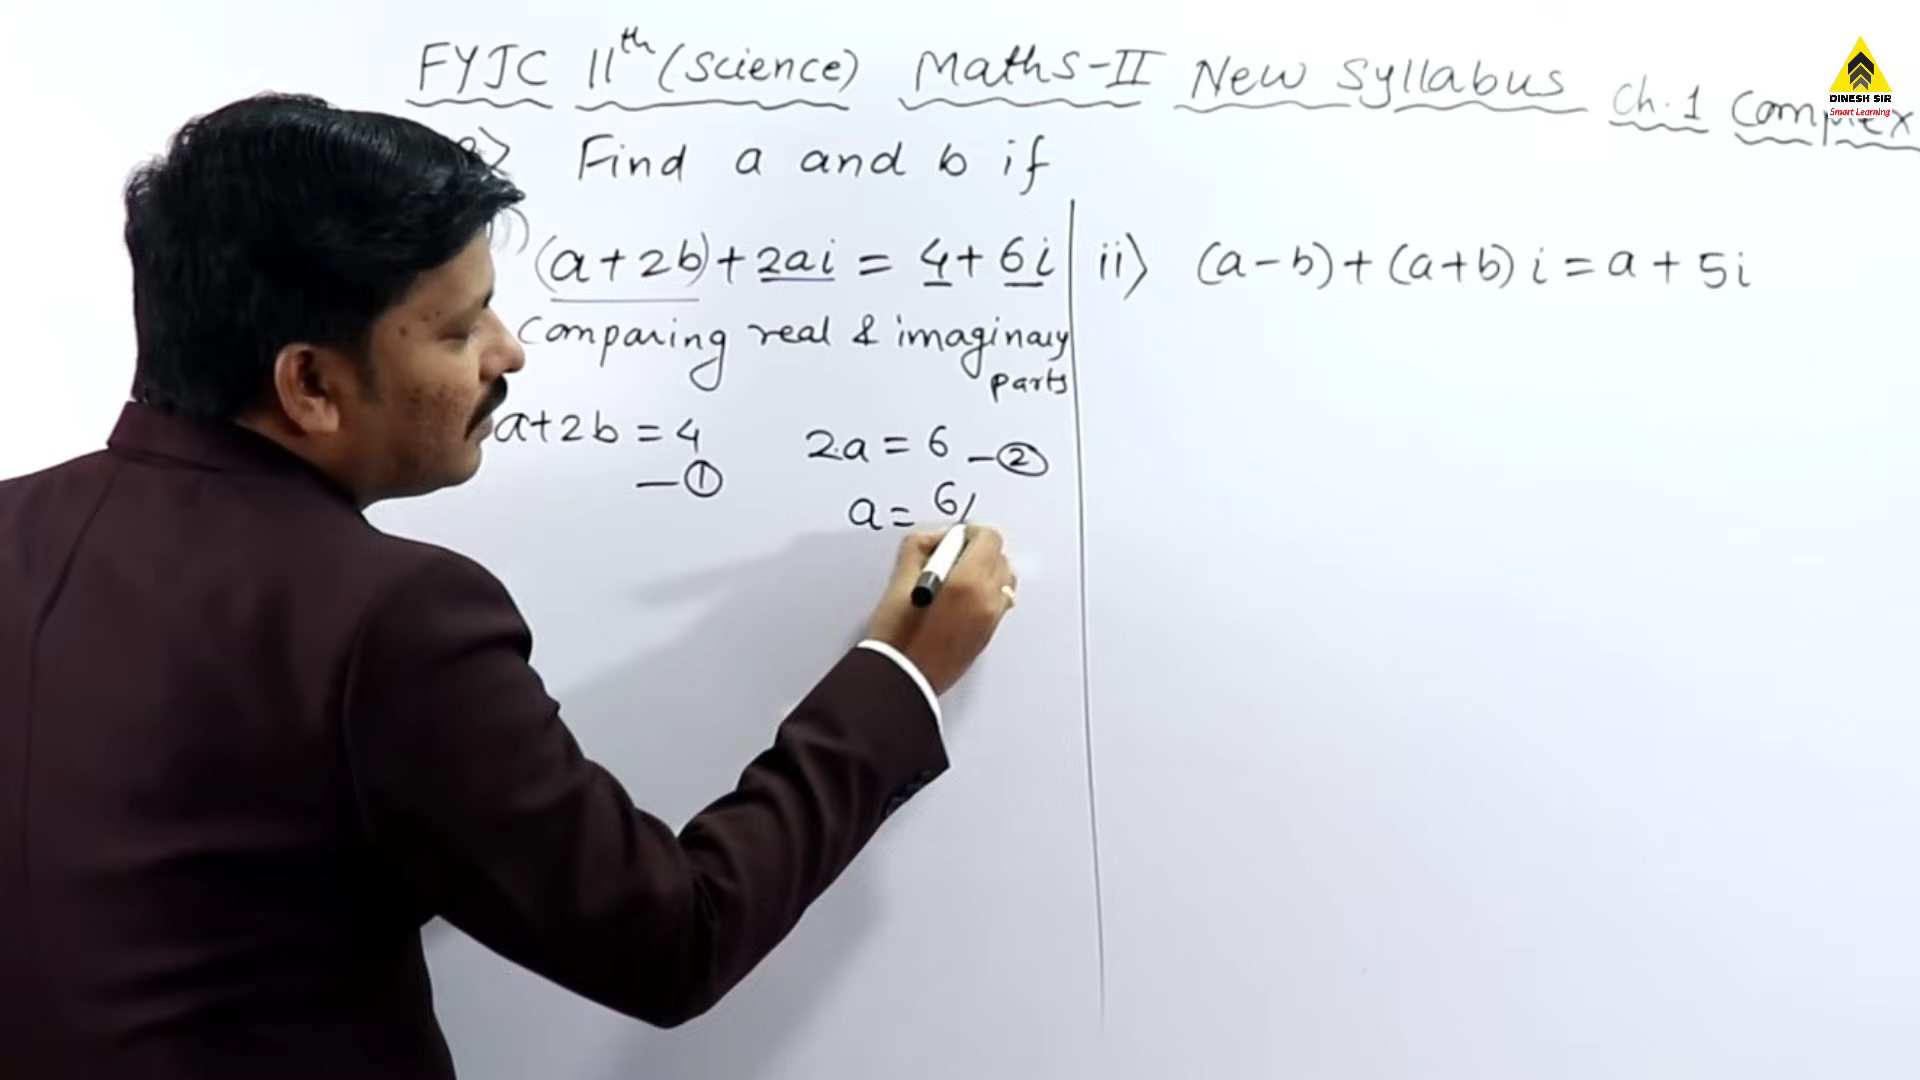 FYJC 11th (Science) Maths-II New Syllabus Ch.1 Complex
DINESH SIR
Smart Learning
Find a and b if
(a+2b)+2ai = 4+6i
Comparing real & imaginary
parts
a+2b = 4
—①
2a = 6 —②
a = 6/
ii) (a-b)+(a+b)i = a+5i